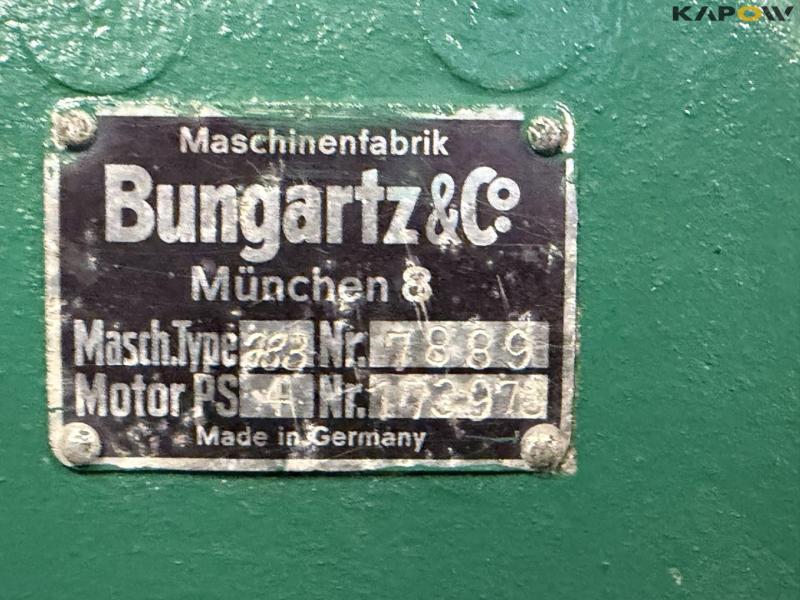 KAPOW
Maschinenfabrik
Bungartz & Co.
München 8
Masch.Type Nr. 7889
Motor PS 4 Nr.
Made in Germany